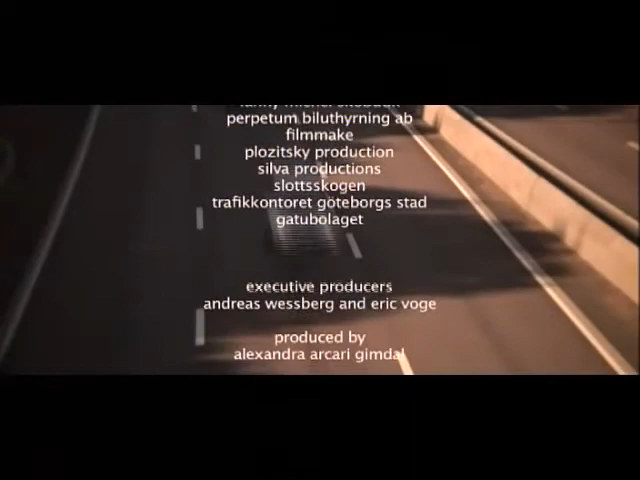 perpetum biluthyrning ab
filmmake
plozitsky production
silva productions
slottsskogen
trafikkontoret göteborgs stad
gatubolaget
executive producers
andreas wessberg and eric voge
produced by
alexandra arcari gimdal